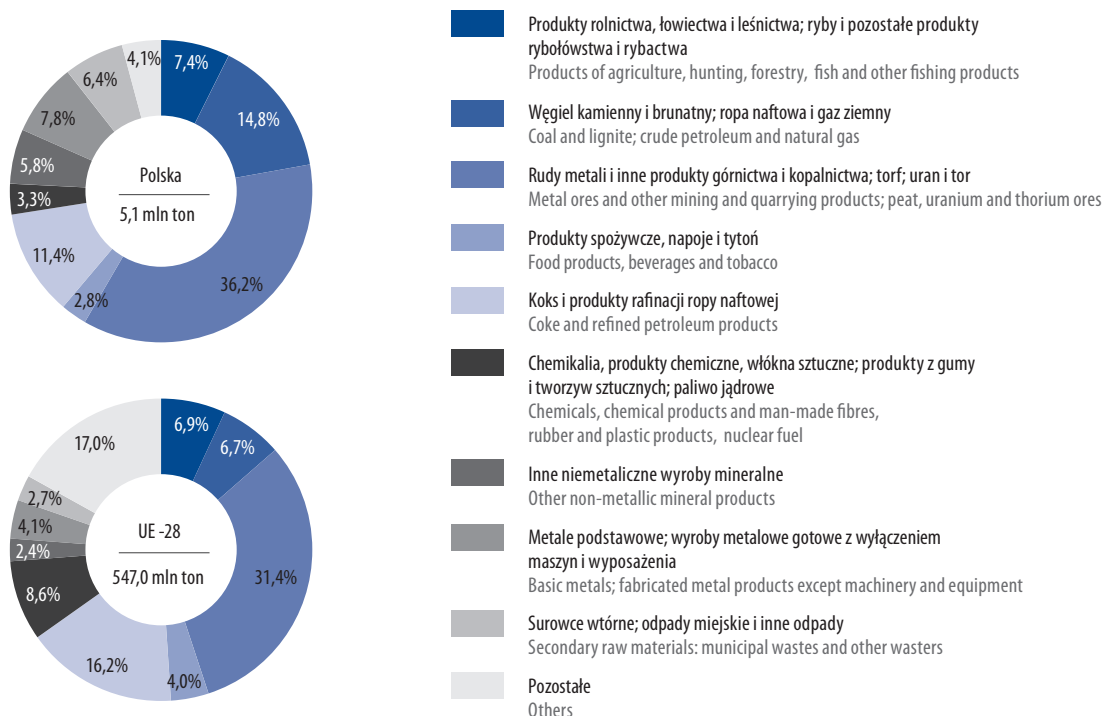 4,1%
7,4%
6,4%
14,8%
7,8%
5,8%
3,3%
11,4%
2,8%
36,2%
Polska
5,1 mln ton
17,0%
6,9%
6,7%
2,7%
4,1%
2,4%
8,6%
31,4%
16,2%
4,0%
UE -28
547,0 mln ton
Produkty rolnictwa, łowiectwa i leśnictwa; ryby i pozostałe produkty
rybołówstwa i rybactwa
Products of agriculture, hunting, forestry, fish and other fishing products
Węgiel kamienny i brunatny; ropa naftowa i gaz ziemny
Coal and lignite; crude petroleum and natural gas
Rudy metali i inne produkty górnictwa i kopalnictwa; torf; uran i tor
Metal ores and other mining and quarrying products; peat, uranium and thorium ores
Produkty spożywcze, napoje i tytoń
Food products, beverages and tobacco
Koks i produkty rafinacji ropy naftowej
Coke and refined petroleum products
Chemikalia, produkty chemiczne, włókna sztuczne; produkty z gumy
i tworzyw sztucznych; paliwo jądrowe
Chemicals, chemical products and man-made fibres,
rubber and plastic products, nuclear fuel
Inne niemetaliczne wyroby mineralne
Other non-metallic mineral products
Metale podstawowe; wyroby metalowe gotowe z wyłączeniem
maszyn i wyposażenia
Basic metals; fabricated metal products except machinery and equipment
Surowce wtórne; odpady miejskie i inne odpady
Secondary raw materials: municipal wastes and other wasters
Pozostałe
Others